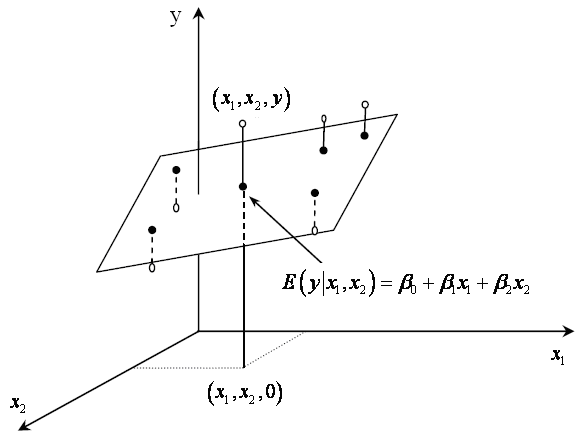 y
(x₁, x₂, y)
E(y|x₁, x₂) = β₀ + β₁x₁ + β₂x₂
x₁
(x₁, x₂, 0)
x₂